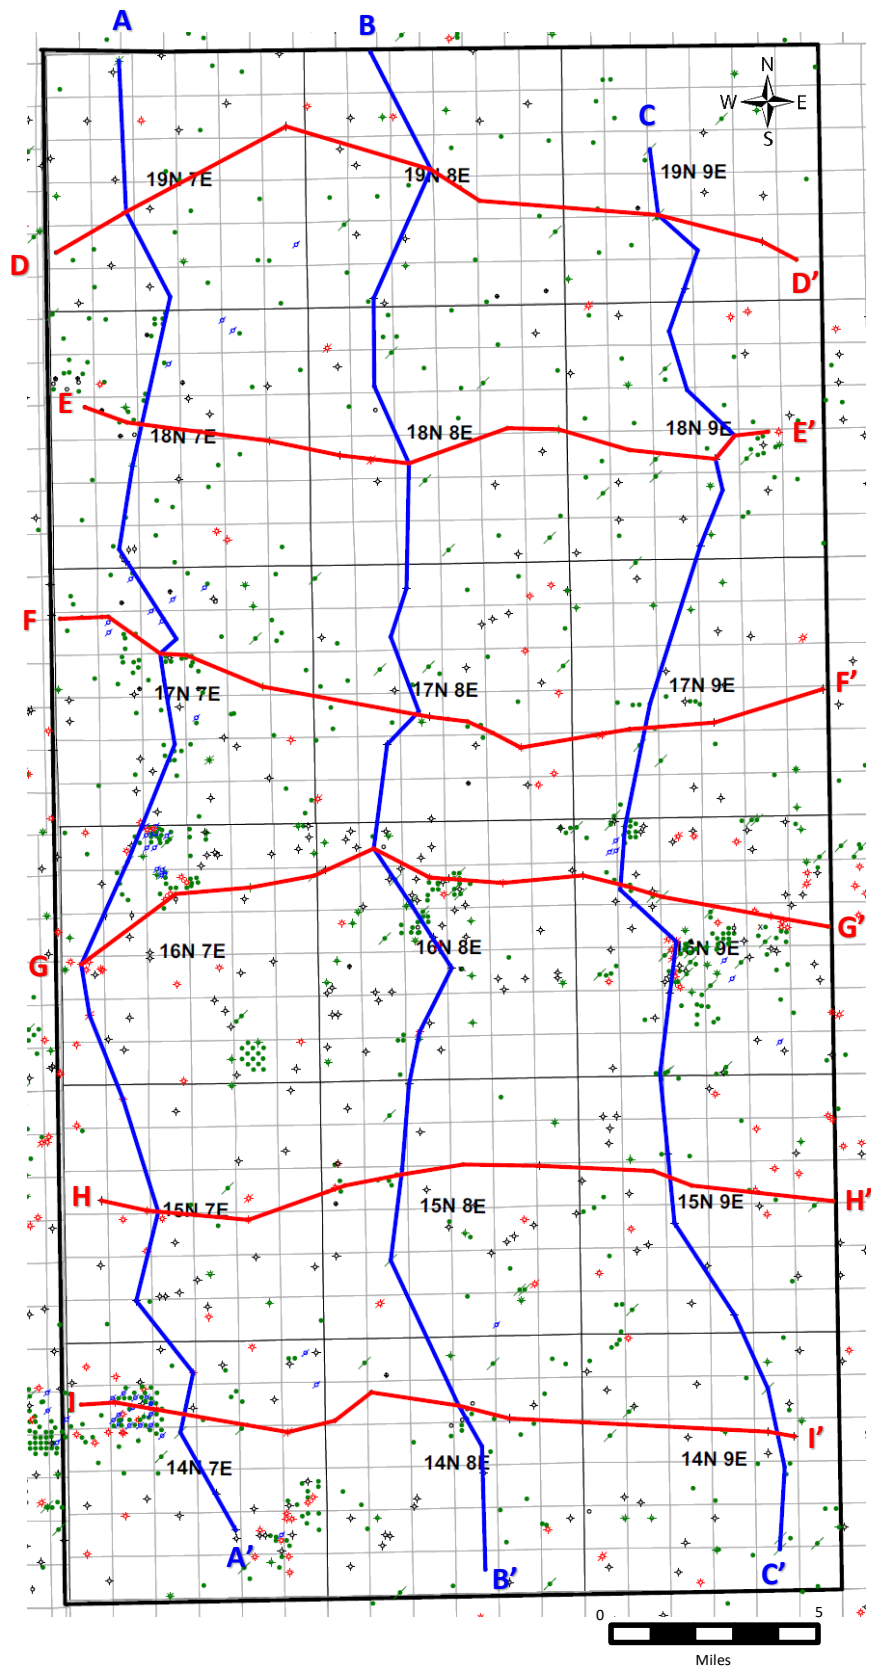 A
B
N
W E
S
C
19N 7E
19N 8E
19N 9E
D
D’
E
18N 7E
18N 8E
18N 9E
E’
F
17N 7E
17N 8E
17N 9E
F’
G
16N 7E
16N 8E
16N 9E
G’
H
15N 7E
15N 8E
15N 9E
H’
I
14N 7E
14N 8E
14N 9E
I’
A’
B’
C’
0 5
Miles